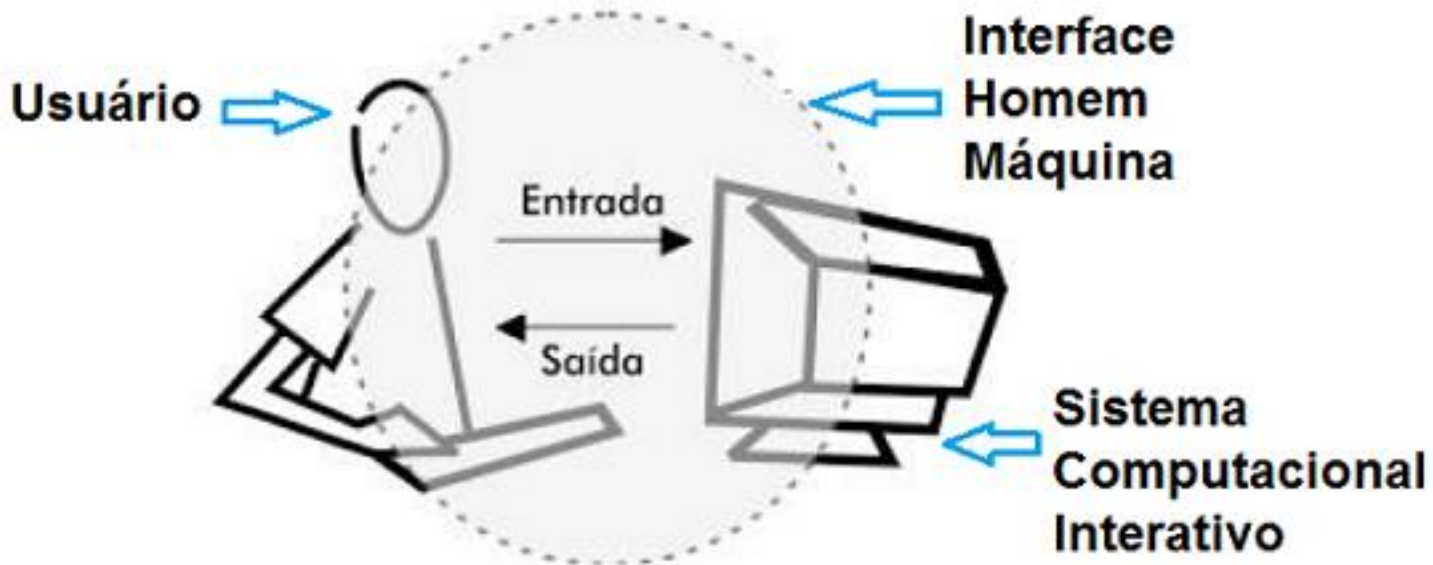 Usuário
Interface
Homem
Máquina
Entrada
Saída
Sistema
Computacional
Interativo